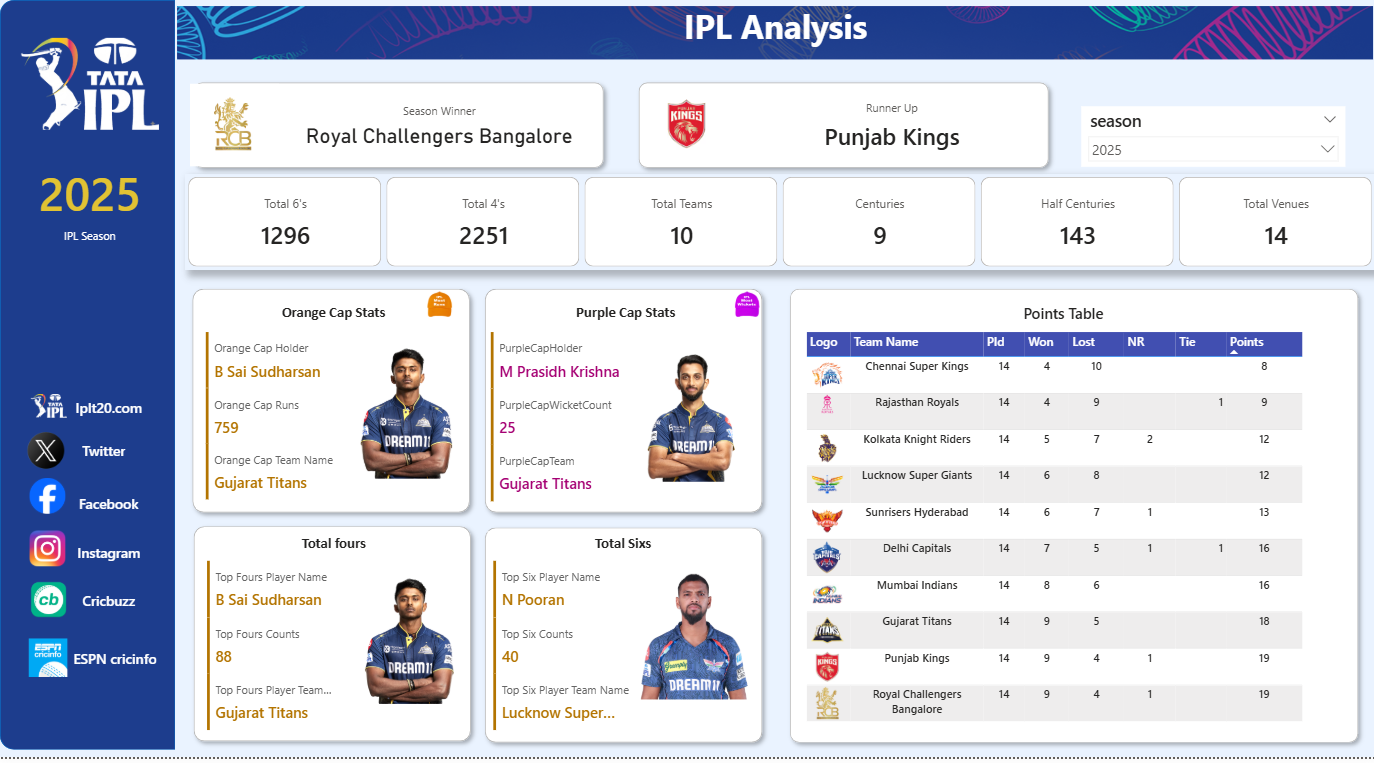 IPL Analysis
TATA
IPL
2025
IPL Season
Iplt20.com
Twitter
Facebook
Instagram
Cricbuzz
ESPN cricinfo
Season Winner
Royal Challengers Bangalore
RCB
Runner Up
Punjab Kings
KINGS
season
2025
Total 6's
1296
Total 4's
2251
Total Teams
10
Centuries
9
Half Centuries
143
Total Venues
14
Orange Cap Stats
Orange Cap Holder
B Sai Sudharsan
Orange Cap Runs
759
Orange Cap Team Name
Gujarat Titans
DREAM11
Purple Cap Stats
PurpleCapHolder
M Prasidh Krishna
PurpleCapWicketCount
25
PurpleCapTeam
Gujarat Titans
DREAM11
Total fours
Top Fours Player Name
B Sai Sudharsan
Top Fours Counts
88
Top Fours Player Team...
Gujarat Titans
DREAM11
Total Sixs
Top Six Player Name
N Pooran
Top Six Counts
40
Top Six Player Team Name
Lucknow Super...
DREAM11
Points Table
Logo Team Name Pld Won Lost NR Tie Points
Chennai Super Kings 14 4 10 8
Rajasthan Royals 14 4 9 1 9
Kolkata Knight Riders 14 5 7 2 12
Lucknow Super Giants 14 6 8 12
Sunrisers Hyderabad 14 6 7 1 13
Delhi Capitals 14 7 5 1 1 16
Mumbai Indians 14 8 6 16
Gujarat Titans 14 9 5 18
Punjab Kings 14 9 4 1 19
Royal Challengers 14 9 4 1 19
Bangalore